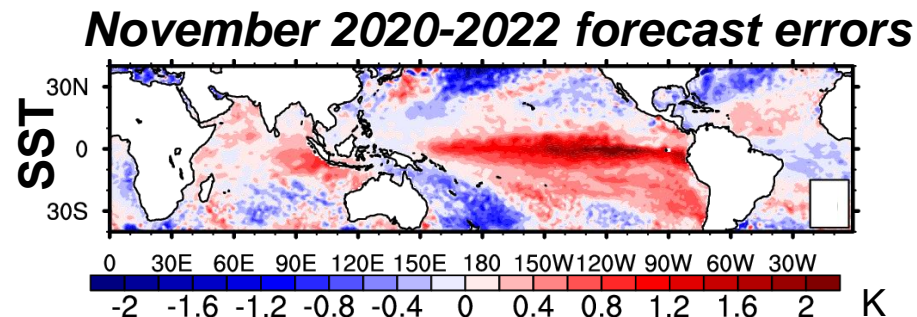 November 2020-2022 forecast errors
SST
30N
0
30S
0 30E 60E 90E 120E 150E 180 150W 120W 90W 60W 30W
-2 -1.6 -1.2 -0.8 -0.4 0 0.4 0.8 1.2 1.6 2 K